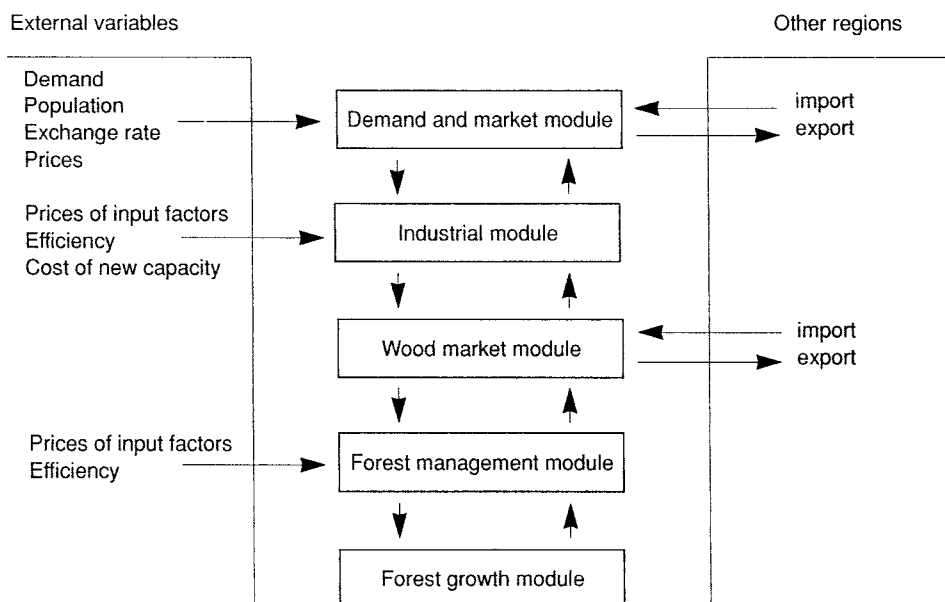 External variables
Other regions
Demand
Population
Exchange rate
Prices
Demand and market module
import
export
Prices of input factors
Efficiency
Cost of new capacity
Industrial module
Wood market module
import
export
Prices of input factors
Efficiency
Forest management module
Forest growth module